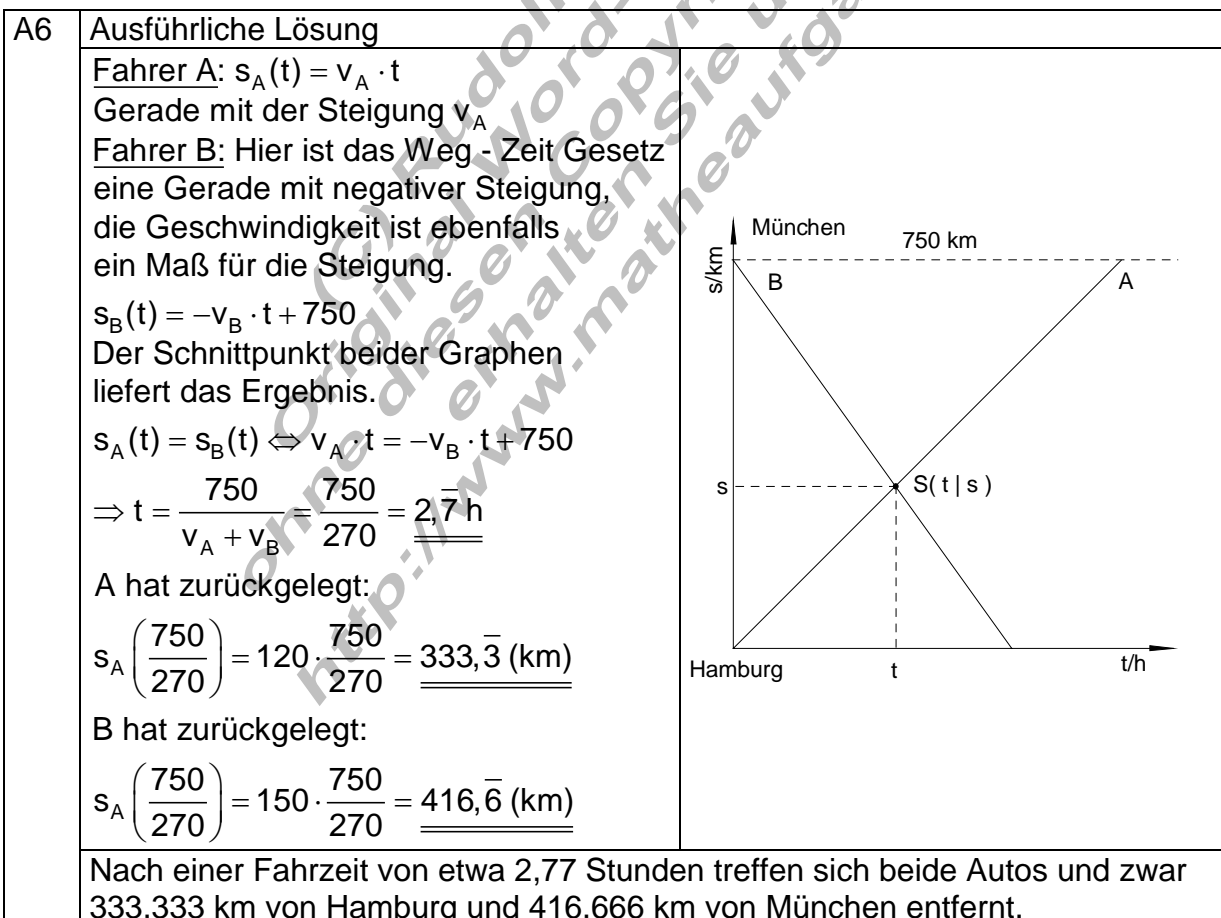 A6 Ausführliche Lösung
Fahrer A: s_A(t) = v_A · t
Gerade mit der Steigung v_A
Fahrer B: Hier ist das Weg - Zeit Gesetz
eine Gerade mit negativer Steigung,
die Geschwindigkeit ist ebenfalls
ein Maß für die Steigung.
s_B(t) = −v_B · t + 750
Der Schnittpunkt beider Graphen
liefert das Ergebnis.
s_A(t) = s_B(t) ⇔ v_A · t = −v_B · t + 750
⇒ t = 750/(v_A + v_B) = 750/270 = 2,7̅ h
A hat zurückgelegt:
s_A(750/270) = 120 · 750/270 = 333,3̅ (km)
B hat zurückgelegt:
s_A(750/270) = 150 · 750/270 = 416,6̅ (km)
München
750 km
s/km
B
A
s
S( t | s )
Hamburg
t
t/h
Nach einer Fahrzeit von etwa 2,77 Stunden treffen sich beide Autos und zwar
333,333 km von Hamburg und 416,666 km von München entfernt.